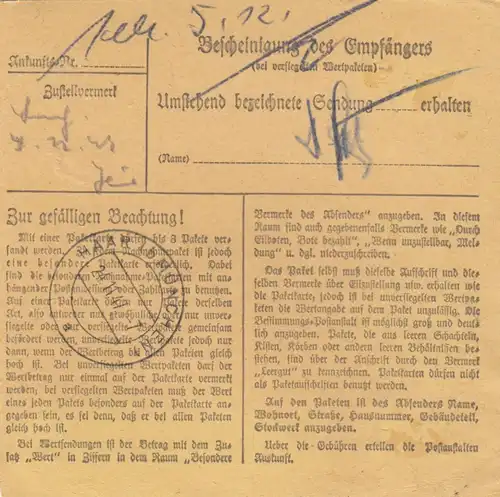 5. 12.
Bescheinigung des Empfängers
(bei versiegelten Wertpaketen)
Ankunfts-Nr.
Zustellvermerk
Umstehend bezeichnete Sendung erhalten
(Name)
Zur gefälligen Beachtung!
Mit einer Paketkarte dürfen bis 3 Pakete ver-
sandt werden, zu jedem Nachnahmepaket ist jedoch
eine besondere Paketkarte erforderlich. Dabei
sind die besonderen Nachnahme-Paketkarten mit an-
hängender Postanweisung oder Zahlkarte zu benutzen.
Auf einer Paketkarte dürfen nur Pakete derselben
Art, also entweder nur gewöhnliche oder nur unver-
siegelte oder nur versiegelte Wertpakete gemeinsam
aufgeführt werden, unversiegelte Wertpakete jedoch nur
dann, wenn der Wertbetrag bei allen Paketen gleich
hoch ist. Bei unversiegelten Wertpaketen darf der
Wertbetrag nur einmal auf der Paketkarte vermerkt
werden; bei versiegelten Wertpaketen muß der Wert
eines jeden Pakets besonders auf der Paketkarte an-
gegeben sein, es sei denn, daß er bei allen Paketen
gleich hoch ist.
Bei Wertsendungen ist der Betrag mit dem Zu-
satz „Wert“ in Ziffern in dem Raum „Besondere
Vermerke des Absenders“ anzugeben. In diesem
Raum sind auch gegebenenfalls Vermerke wie „Durch
Eilboten, Bote bezahlt“, „Wenn unzustellbar, Mel-
dung“ u. dgl. niederzuschreiben.
Das Paket selbst muß dieselbe Aufschrift und die-
selben Vermerke über Eilzustellung usw. erhalten wie
die Paketkarte, jedoch ist bei unversiegelten Wertpa-
keten die Wertangabe auf dem Paket unzulässig. Die
Bestimmungs-Postanstalt ist möglichst groß und deut-
lich anzugeben. Pakete, die aus leeren Schachteln,
Kisten, Körben oder anderen leeren Behältnissen be-
stehen, sind über der Anschrift durch den Vermerk
„Leergut“ zu kennzeichnen. Paketkarten dürfen nicht
als Paketaufschriften benutzt werden.
Auf den Paketen ist des Absenders Name,
Wohnort, Straße, Hausnummer, Gebäudeteil,
Stockwerk anzugeben.
Ueber die Gebühren erteilen die Postanstalten
Auskunft.